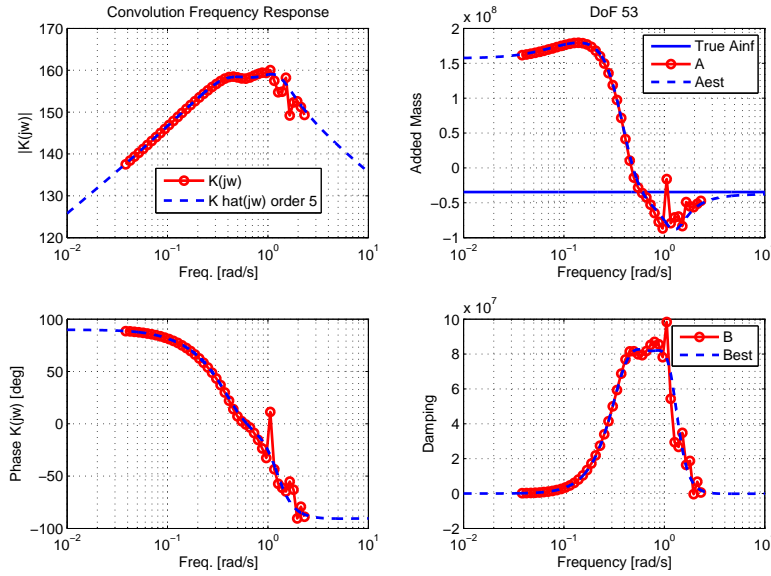 Convolution Frequency Response
170
160
150
140
130
120
|K(jw)|
K(jw)
K hat(jw) order 5
10^-2
10^-1
10^0
10^1
Freq. [rad/s]
DoF 53
x 10^8
2
1.5
1
0.5
0
−0.5
−1
Added Mass
True Ainf
A
Aest
10^-2
10^-1
10^0
10^1
Frequency [rad/s]
100
50
0
−50
−100
Phase K(jw) [deg]
10^-2
10^-1
10^0
10^1
Freq. [rad/s]
x 10^7
10
8
6
4
2
0
−2
Damping
B
Best
10^-2
10^-1
10^0
10^1
Frequency [rad/s]